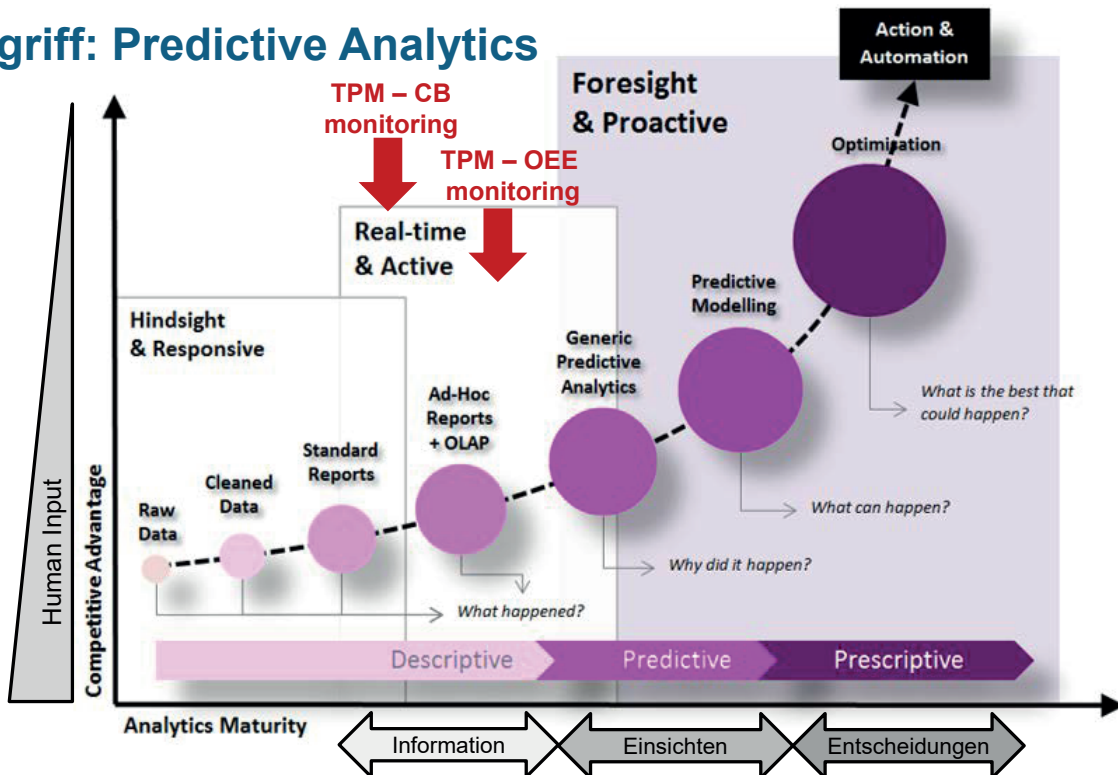 griff: Predictive Analytics
Action &
Automation
TPM – CB
monitoring
Foresight
& Proactive
TPM – OEE
monitoring
Optimisation
Real-time
& Active
Predictive
Modelling
Hindsight
& Responsive
Generic
Predictive
Analytics
Ad-Hoc
Reports
+ OLAP
What is the best that
could happen?
Standard
Reports
Cleaned
Data
Raw
Data
What can happen?
Why did it happen?
What happened?
Human Input
Competitive Advantage
Descriptive
Predictive
Prescriptive
Analytics Maturity
Information
Einsichten
Entscheidungen